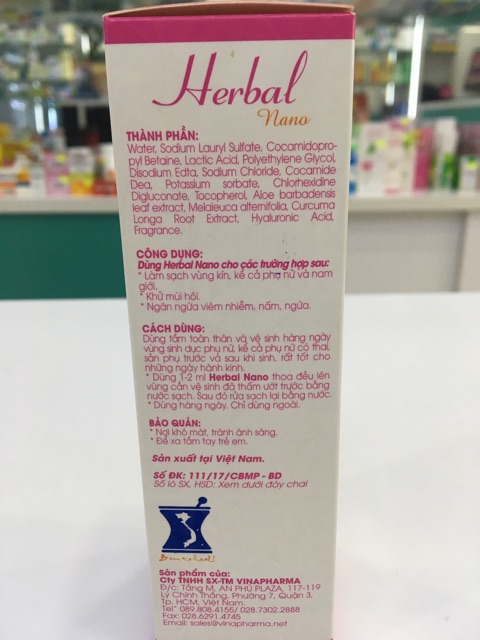 Herbal
Nano
THÀNH PHẦN:
Water, Sodium Lauryl Sulfate, Cocamidopro-
pyl Betaine, Lactic Acid, Polyethylene Glycol,
Disodium Edta, Sodium Chloride, Cocamide
Dea, Potassium sorbate, Chlorhexidine
Digluconate, Tocopherol, Aloe barbadensis
leaf extract, Melaleuca alternifolia, Curcuma
Longa Root Extract, Hyaluronic Acid,
Fragrance.
CÔNG DỤNG:
Dùng Herbal Nano cho các trường hợp sau:
* Làm sạch vùng kín, kể cả phụ nữ và nam
giới.
* Khử mùi hôi.
* Ngăn ngừa viêm nhiễm, nấm, ngứa.
CÁCH DÙNG:
Dùng tắm toàn thân và vệ sinh hàng ngày
vùng sinh dục phụ nữ, kể cả phụ nữ có thai,
sản phụ trước và sau khi sinh, rất tốt cho
những ngày hành kinh.
* Dùng 1-2 ml Herbal Nano thoa đều lên
vùng cần vệ sinh đã thấm ướt trước bằng
nước sạch. Sau đó rửa sạch lại bằng nước.
* Dùng hàng ngày. Chỉ dùng ngoài.
BẢO QUẢN:
* Nơi khô mát, tránh ánh sáng.
* Để xa tầm tay trẻ em.
Sản xuất tại Việt Nam.
Số ĐK: 111/17/CBMP - BD
Số lô SX, HSD: Xem dưới đáy chai
Sản phẩm của:
Cty TNHH SX-TM VINAPHARMA
Đ/c: Tầng M, AN PHÚ PLAZA, 117-119
Lý Chính Thắng, Phường 7, Quận 3,
Tp. HCM, Việt Nam.
Tel: 089.808.4155/ 028.7302.2888
Fax: 028.6291.4745
Email: sales@vinapharma.net